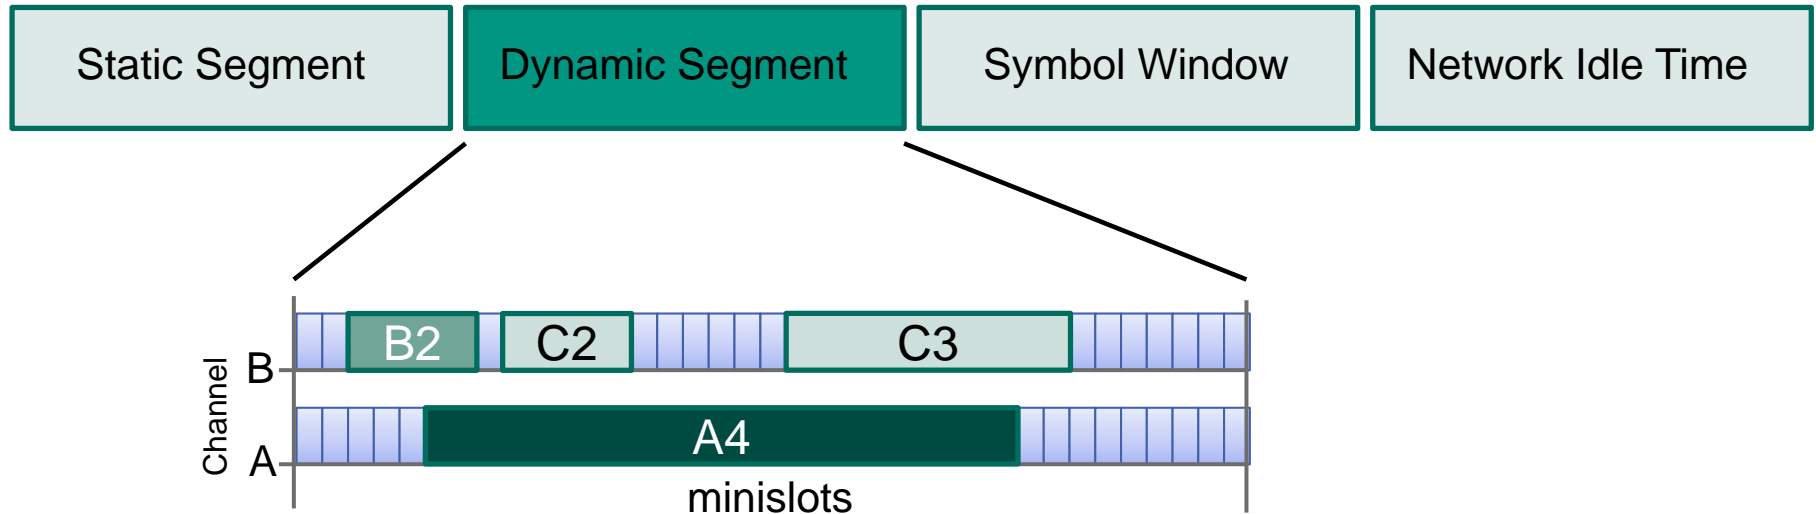 Static Segment
Dynamic Segment
Symbol Window
Network Idle Time
Channel
B
B2
C2
C3
A
A4
minislots